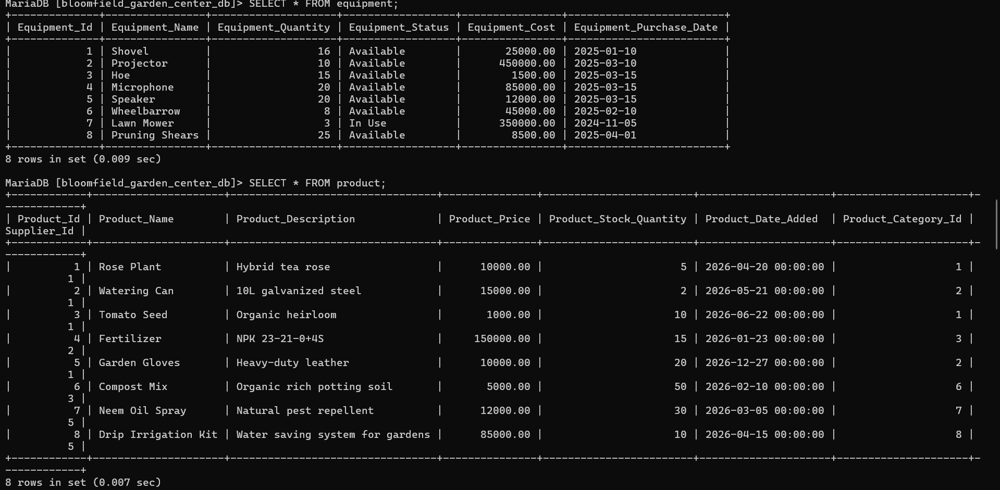 MariaDB [bloomfield_garden_center_db]> SELECT * FROM equipment;
+--------------+----------------+--------------------+------------------+----------------+-------------------------+
| Equipment_Id | Equipment_Name | Equipment_Quantity | Equipment_Status | Equipment_Cost | Equipment_Purchase_Date |
+--------------+----------------+--------------------+------------------+----------------+-------------------------+
| 1 | Shovel | 16 | Available | 25000.00 | 2025-01-10 |
| 2 | Projector | 10 | Available | 450000.00 | 2025-03-10 |
| 3 | Hoe | 15 | Available | 1500.00 | 2025-03-15 |
| 4 | Microphone | 20 | Available | 85000.00 | 2025-03-15 |
| 5 | Speaker | 20 | Available | 12000.00 | 2025-03-15 |
| 6 | Wheelbarrow | 8 | Available | 45000.00 | 2025-02-10 |
| 7 | Lawn Mower | 3 | In Use | 350000.00 | 2024-11-05 |
| 8 | Pruning Shears | 25 | Available | 8500.00 | 2025-04-01 |
+--------------+----------------+--------------------+------------------+----------------+-------------------------+
8 rows in set (0.009 sec)
MariaDB [bloomfield_garden_center_db]> SELECT * FROM product;
+------------+---------------------+---------------------------------+---------------+------------------------+---------------------+---------------------+-
------------+
| Product_Id | Product_Name | Product_Description | Product_Price | Product_Stock_Quantity | Product_Date_Added | Product_Category_Id |
Supplier_Id |
+------------+---------------------+---------------------------------+---------------+------------------------+---------------------+---------------------+-
------------+
| 1 | Rose Plant | Hybrid tea rose | 10000.00 | 5 | 2026-04-20 00:00:00 | 1 |
1 |
| 2 | Watering Can | 10L galvanized steel | 15000.00 | 2 | 2026-05-21 00:00:00 | 2 |
1 |
| 3 | Tomato Seed | Organic heirloom | 1000.00 | 10 | 2026-06-22 00:00:00 | 1 |
1 |
| 4 | Fertilizer | NPK 23-21-0+4S | 150000.00 | 15 | 2026-01-23 00:00:00 | 3 |
2 |
| 5 | Garden Gloves | Heavy-duty leather | 10000.00 | 20 | 2026-12-27 00:00:00 | 2 |
1 |
| 6 | Compost Mix | Organic rich potting soil | 5000.00 | 50 | 2026-02-10 00:00:00 | 6 |
3 |
| 7 | Neem Oil Spray | Natural pest repellent | 12000.00 | 30 | 2026-03-05 00:00:00 | 7 |
5 |
| 8 | Drip Irrigation Kit | Water saving system for gardens | 85000.00 | 10 | 2026-04-15 00:00:00 | 8 |
5 |
+------------+---------------------+---------------------------------+---------------+------------------------+---------------------+---------------------+-
------------+
8 rows in set (0.007 sec)